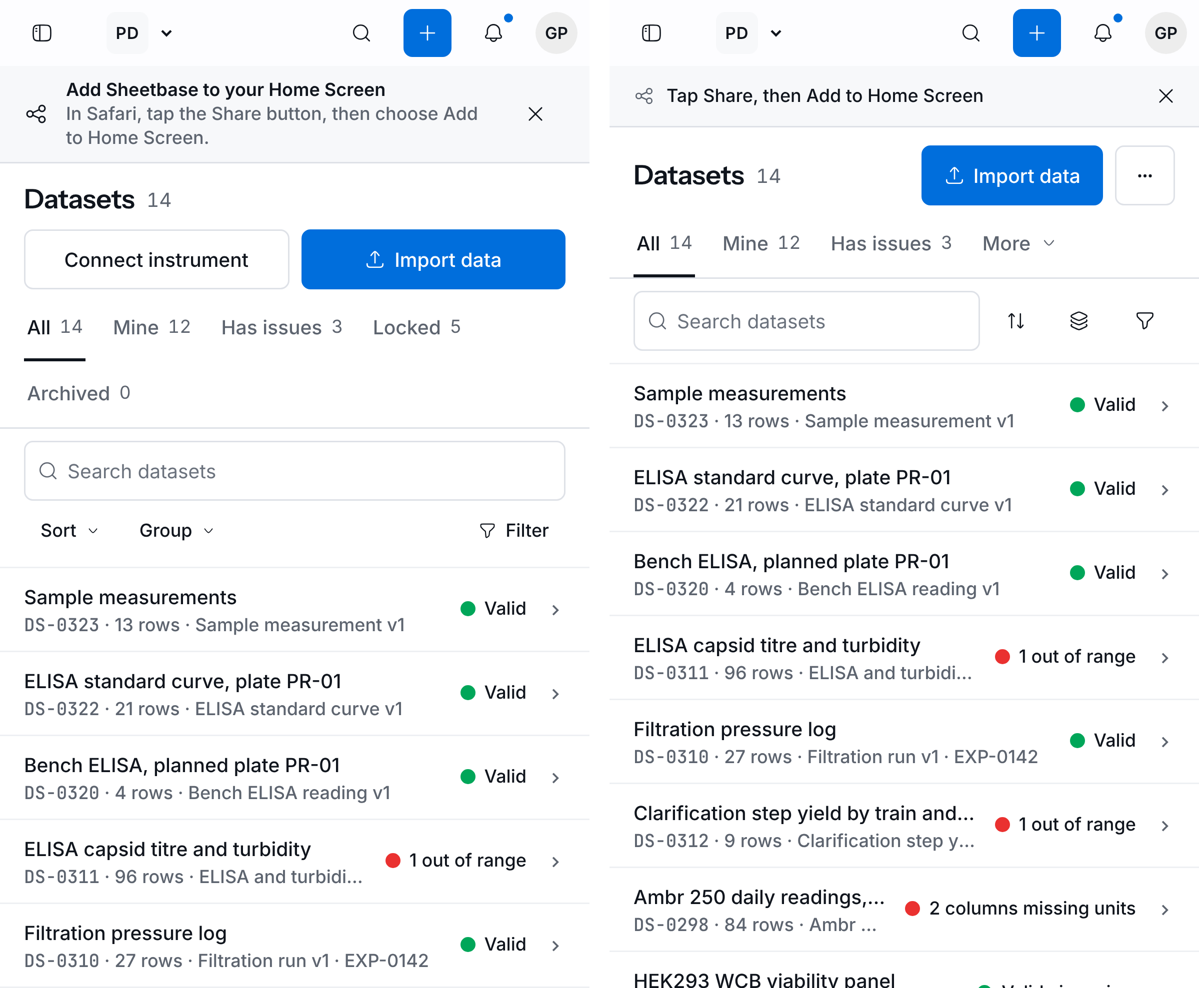 PD
GP
Add Sheetbase to your Home Screen
In Safari, tap the Share button, then choose Add
to Home Screen.
Datasets 14
Connect instrument
Import data
All 14 Mine 12 Has issues 3 Locked 5
Archived 0
Search datasets
Sort Group Filter
Sample measurements
DS-0323 · 13 rows · Sample measurement v1
Valid
ELISA standard curve, plate PR-01
DS-0322 · 21 rows · ELISA standard curve v1
Valid
Bench ELISA, planned plate PR-01
DS-0320 · 4 rows · Bench ELISA reading v1
Valid
ELISA capsid titre and turbidity
DS-0311 · 96 rows · ELISA and turbidi...
1 out of range
Filtration pressure log
DS-0310 · 27 rows · Filtration run v1 · EXP-0142
Valid
PD
GP
Tap Share, then Add to Home Screen
Datasets 14
Import data
All 14 Mine 12 Has issues 3 More
Search datasets
Sample measurements
DS-0323 · 13 rows · Sample measurement v1
Valid
ELISA standard curve, plate PR-01
DS-0322 · 21 rows · ELISA standard curve v1
Valid
Bench ELISA, planned plate PR-01
DS-0320 · 4 rows · Bench ELISA reading v1
Valid
ELISA capsid titre and turbidity
DS-0311 · 96 rows · ELISA and turbidi...
1 out of range
Filtration pressure log
DS-0310 · 27 rows · Filtration run v1 · EXP-0142
Valid
Clarification step yield by train and...
DS-0312 · 9 rows · Clarification step y...
1 out of range
Ambr 250 daily readings,...
DS-0298 · 84 rows · Ambr ...
2 columns missing units
HEK293 WCB viability panel